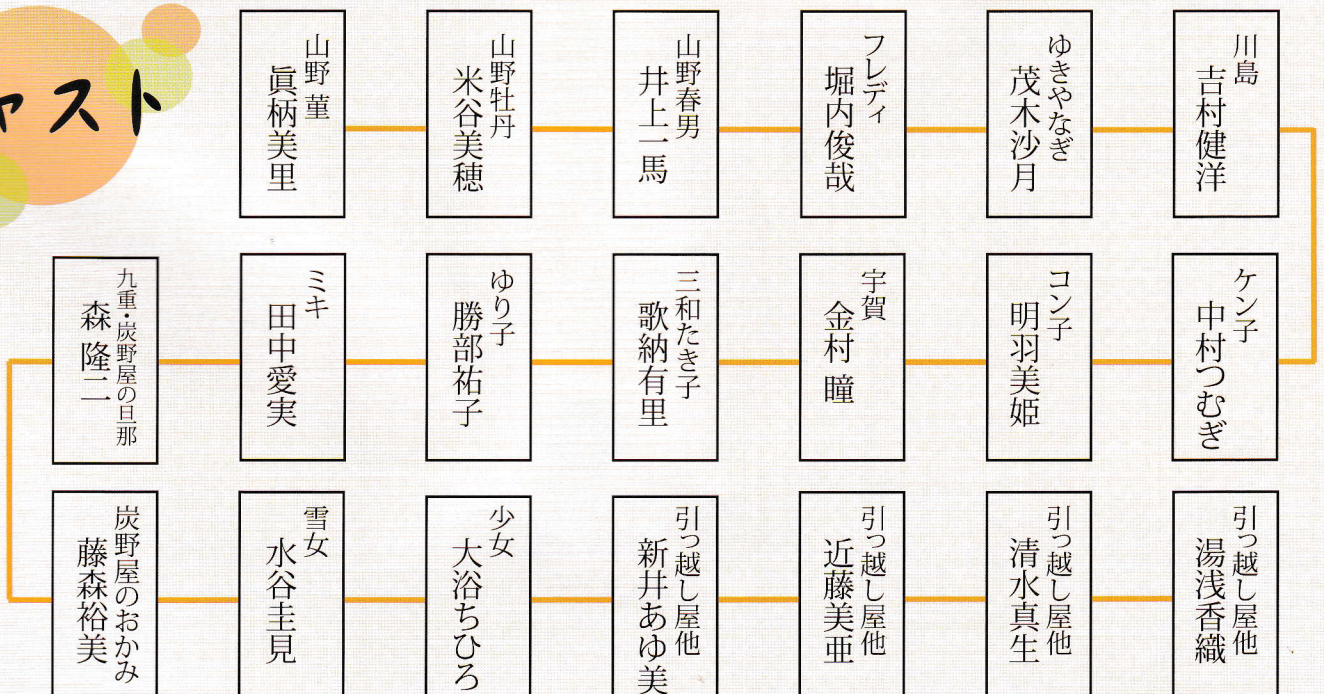 ャスト
山野 菫
眞柄美里
山野牡丹
米谷美穂
山野春男
井上一馬
フレディ
堀内俊哉
ゆきやなぎ
茂木沙月
川島
吉村健洋
ケン子
中村つむぎ
コン子
明羽美姫
宇賀
金村 瞳
三和たき子
歌納有里
ゆり子
勝部祐子
ミキ
田中愛実
九重・炭野屋の旦那
森 隆二
炭野屋のおかみ
藤森裕美
雪女
水谷圭見
少女
大浴ちひろ
引っ越し屋他
新井あゆ美
引っ越し屋他
近藤美亜
引っ越し屋他
清水真生
引っ越し屋他
湯浅香織